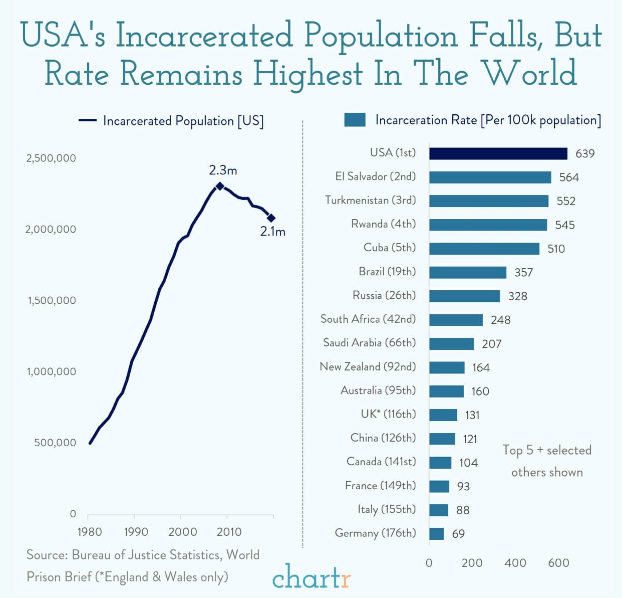 USA's Incarcerated Population Falls, But
Rate Remains Highest In The World
Incarcerated Population [US]
2,500,000
2,000,000
1,500,000
1,000,000
500,000
0
2.3m
2.1m
1980 1990 2000 2010
Incarceration Rate [Per 100k population]
USA (1st) 639
El Salvador (2nd) 564
Turkmenistan (3rd) 552
Rwanda (4th) 545
Cuba (5th) 510
Brazil (19th) 357
Russia (26th) 328
South Africa (42nd) 248
Saudi Arabia (66th) 207
New Zealand (92nd) 164
Australia (95th) 160
UK* (116th) 131
China (126th) 121
Canada (141st) 104
France (149th) 93
Italy (155th) 88
Germany (176th) 69
0 200 400 600
Top 5 + selected
others shown
Source: Bureau of Justice Statistics, World
Prison Brief (*England & Wales only)
chartr